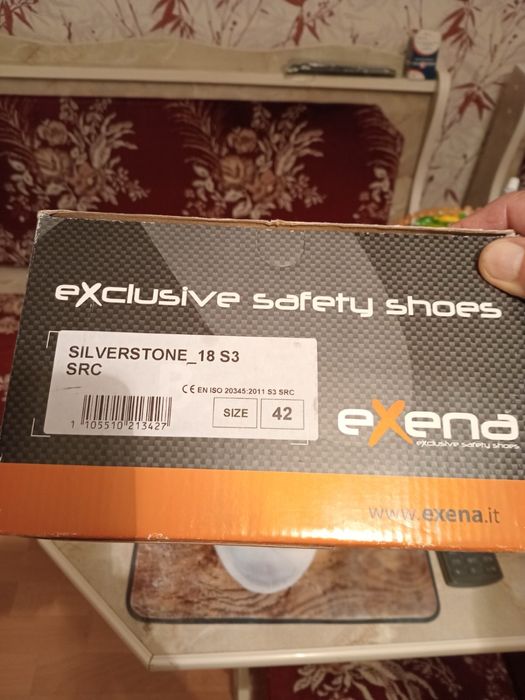 eXclusive safety shoes
SILVERSTONE_18 S3
SRC
CE EN ISO 20345:2011 S3 SRC
SIZE 42
1 105510 213427
eXena
eXclusive safety shoes
www.exena.it